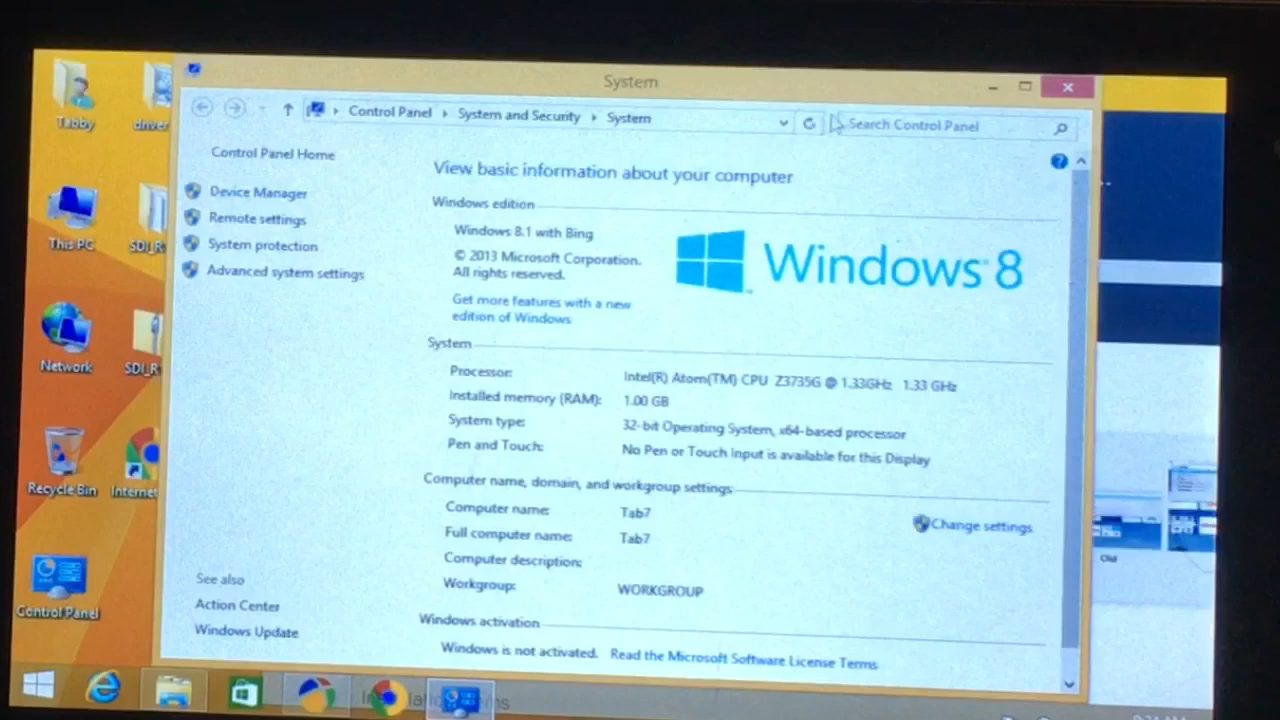 System
Control Panel
System and Security
System
Search Control Panel
Tabby
This PC
Network
Recycle Bin
Internet
Control Panel
Control Panel Home
Device Manager
Remote settings
System protection
Advanced system settings
See also
Action Center
Windows Update
View basic information about your computer
Windows edition
Windows 8.1 with Bing
© 2013 Microsoft Corporation.
All rights reserved.
Get more features with a new
edition of Windows
Windows 8
System
Processor: Intel(R) Atom(TM) CPU Z3735G @ 1.33GHz 1.33 GHz
Installed memory (RAM): 1.00 GB
System type: 32-bit Operating System, x64-based processor
Pen and Touch: No Pen or Touch Input is available for this Display
Computer name, domain, and workgroup settings
Computer name: Tab7
Change settings
Full computer name: Tab7
Computer description:
Workgroup: WORKGROUP
Windows activation
Windows is not activated. Read the Microsoft Software License Terms